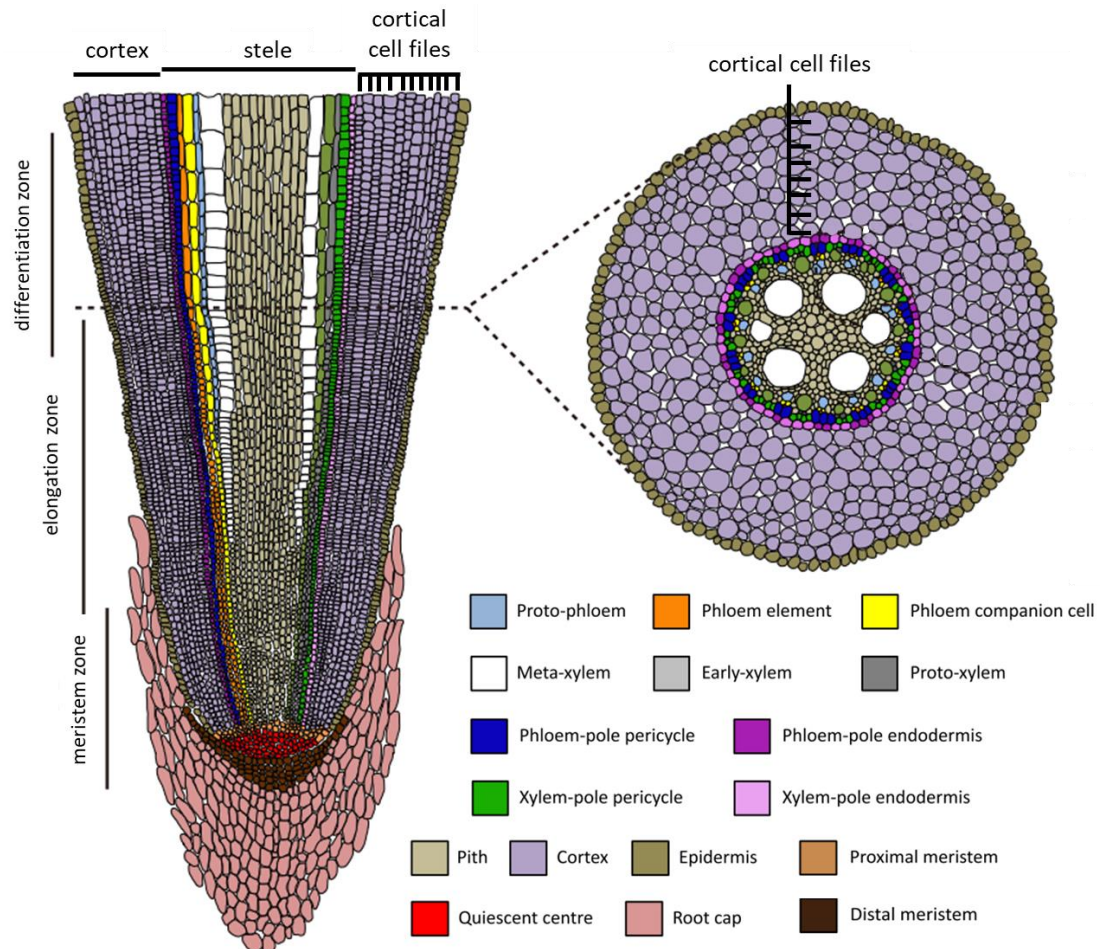 cortex
stele
cortical
cell files
cortical cell files
differentiation zone
elongation zone
meristem zone
Proto-phloem
Phloem element
Phloem companion cell
Meta-xylem
Early-xylem
Proto-xylem
Phloem-pole pericycle
Phloem-pole endodermis
Xylem-pole pericycle
Xylem-pole endodermis
Pith
Cortex
Epidermis
Proximal meristem
Quiescent centre
Root cap
Distal meristem